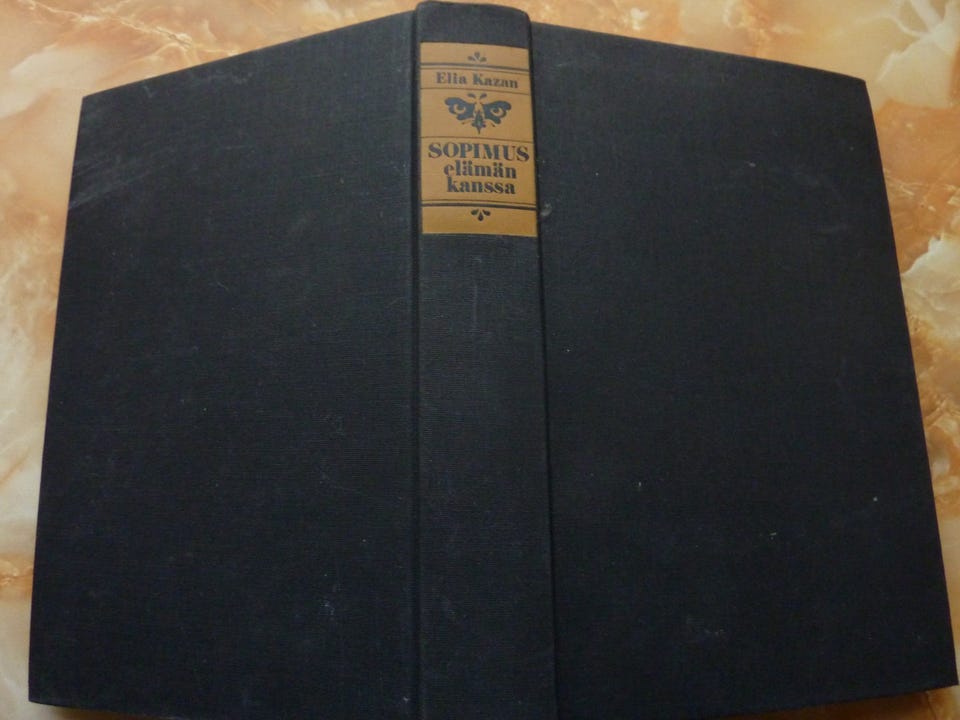 Elia Kazan
SOPIMUS
elämän
kanssa